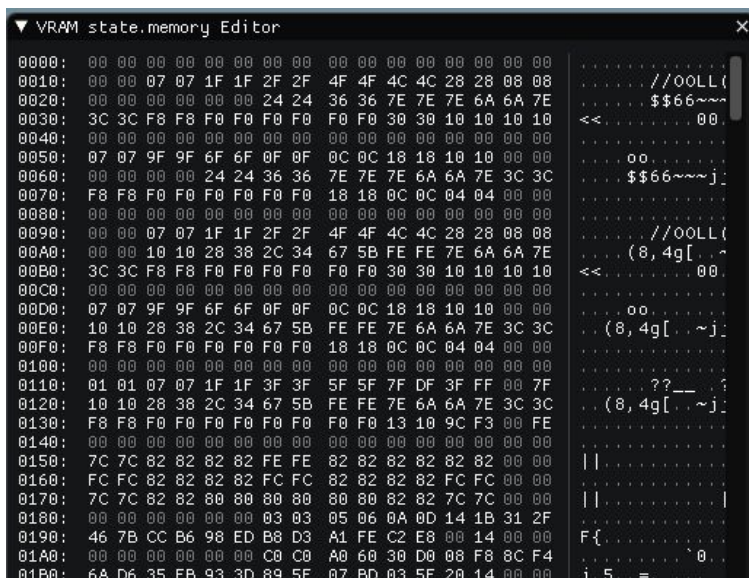 ▼ VRAM state.memory Editor ×
0000: 00 00 00 00 00 00 00 00 00 00 00 00 00 00 00 00 ................
0010: 00 00 07 07 1F 1F 2F 2F 4F 4F 4C 4C 28 28 08 08 ......//OOLL(
0020: 00 00 00 00 00 00 24 24 36 36 7E 7E 7E 6A 6A 7E ......$$66~~~
0030: 3C 3C F8 F8 F0 F0 F0 F0 F0 F0 30 30 10 10 10 10 <<........00.
0040: 00 00 00 00 00 00 00 00 00 00 00 00 00 00 00 00 .............
0050: 07 07 9F 9F 6F 6F 0F 0F 0C 0C 18 18 10 10 00 00 ....oo.......
0060: 00 00 00 00 24 24 36 36 7E 7E 7E 6A 6A 7E 3C 3C ....$$66~~~jj
0070: F8 F8 F0 F0 F0 F0 F0 F0 18 18 0C 0C 04 04 00 00 .............
0080: 00 00 00 00 00 00 00 00 00 00 00 00 00 00 00 00 .............
0090: 00 00 07 07 1F 1F 2F 2F 4F 4F 4C 4C 28 28 08 08 ......//OOLL(
00A0: 00 00 10 10 28 38 2C 34 67 5B FE FE 7E 6A 6A 7E ....(8,4g[..~
00B0: 3C 3C F8 F8 F0 F0 F0 F0 F0 F0 30 30 10 10 10 10 <<........00.
00C0: 00 00 00 00 00 00 00 00 00 00 00 00 00 00 00 00 .............
00D0: 07 07 9F 9F 6F 6F 0F 0F 0C 0C 18 18 10 10 00 00 ....oo.......
00E0: 10 10 28 38 2C 34 67 5B FE FE 7E 6A 6A 7E 3C 3C ..(8,4g[..~jj
00F0: F8 F8 F0 F0 F0 F0 F0 F0 18 18 0C 0C 04 04 00 00 .............
0100: 00 00 00 00 00 00 00 00 00 00 00 00 00 00 00 00 .............
0110: 01 01 07 07 1F 1F 3F 3F 5F 5F 7F DF 3F FF 00 7F ......??__..?
0120: 10 10 28 38 2C 34 67 5B FE FE 7E 6A 6A 7E 3C 3C ..(8,4g[..~jj
0130: F8 F8 F0 F0 F0 F0 F0 F0 F0 F0 13 10 9C F3 00 FE .............
0140: 00 00 00 00 00 00 00 00 00 00 00 00 00 00 00 00 .............
0150: 7C 7C 82 82 82 82 FE FE 82 82 82 82 82 82 00 00 ||...........
0160: FC FC 82 82 82 82 FC FC 82 82 82 82 FC FC 00 00 .............
0170: 7C 7C 82 82 80 80 80 80 80 80 82 82 7C 7C 00 00 ||..........|
0180: 00 00 00 00 00 00 03 03 05 06 0A 0D 14 1B 31 2F .............
0190: 46 7B CC B6 98 ED B8 D3 A1 FE C2 E8 00 14 00 00 F{...........
01A0: 00 00 00 00 00 00 C0 C0 A0 60 30 D0 08 F8 8C F4 .........`0..
01B0: 6A D6 35 EB 93 3D 89 5F 07 BD 03 5F 20 14 00 00 j.5..=